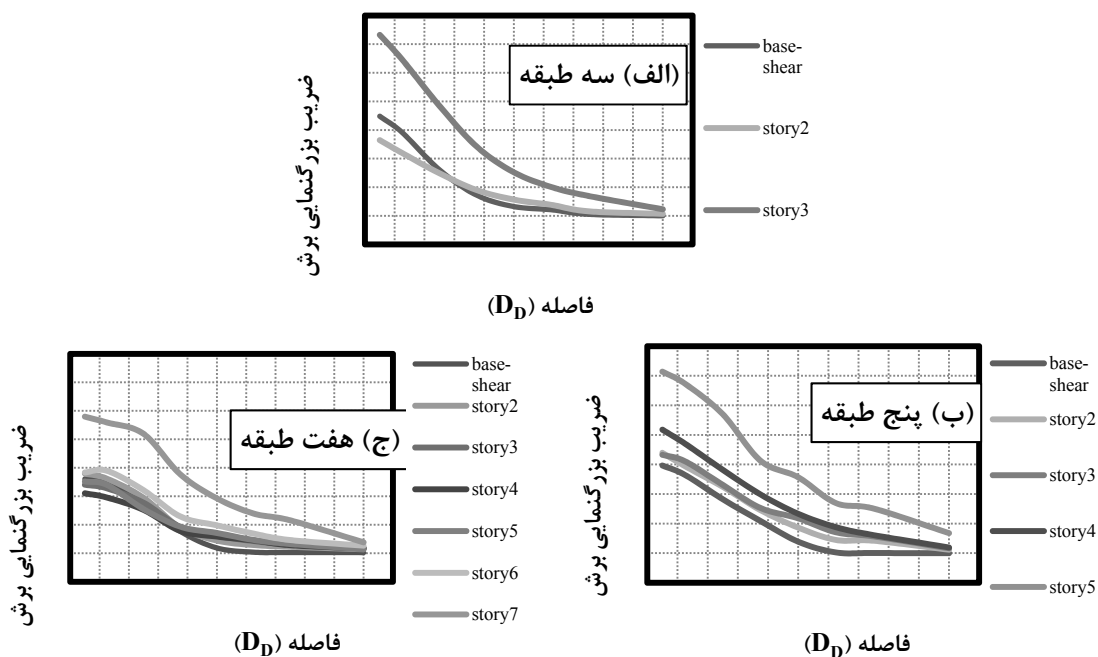 ضریب بزرگنمایی برش
(الف) سه طبقه
base-
shear
story2
story3
فاصله (D_D)
ضریب بزرگنمایی برش
(ج) هفت طبقه
base-
shear
story2
story3
story4
story5
story6
story7
فاصله (D_D)
ضریب بزرگنمایی برش
(ب) پنج طبقه
base-
shear
story2
story3
story4
story5
فاصله (D_D)